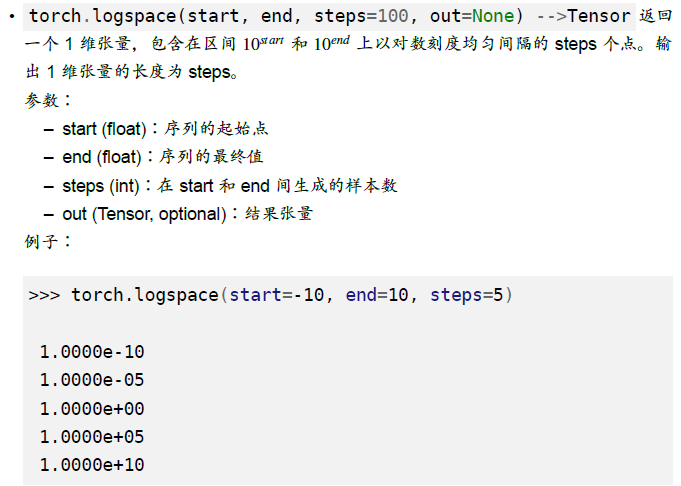 • torch.logspace(start, end, steps=100, out=None) -->Tensor 返回
一个 1 维张量，包含在区间 10^start 和 10^end 上以对数刻度均匀间隔的 steps 个点。输
出 1 维张量的长度为 steps。
参数：
– start (float)：序列的起始点
– end (float)：序列的最终值
– steps (int)：在 start 和 end 间生成的样本数
– out (Tensor, optional)：结果张量
例子：
>>> torch.logspace(start=-10, end=10, steps=5)
1.0000e-10
1.0000e-05
1.0000e+00
1.0000e+05
1.0000e+10